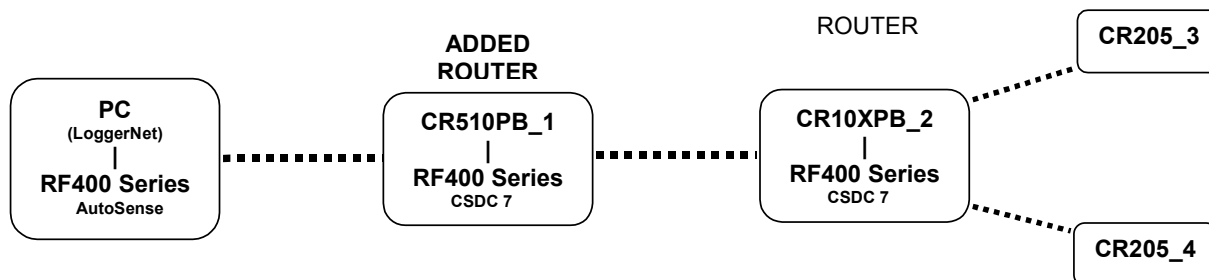 PC
(LoggerNet)
RF400 Series
AutoSense
ADDED
ROUTER
CR510PB_1
RF400 Series
CSDC 7
ROUTER
CR10XPB_2
RF400 Series
CSDC 7
CR205_3
CR205_4